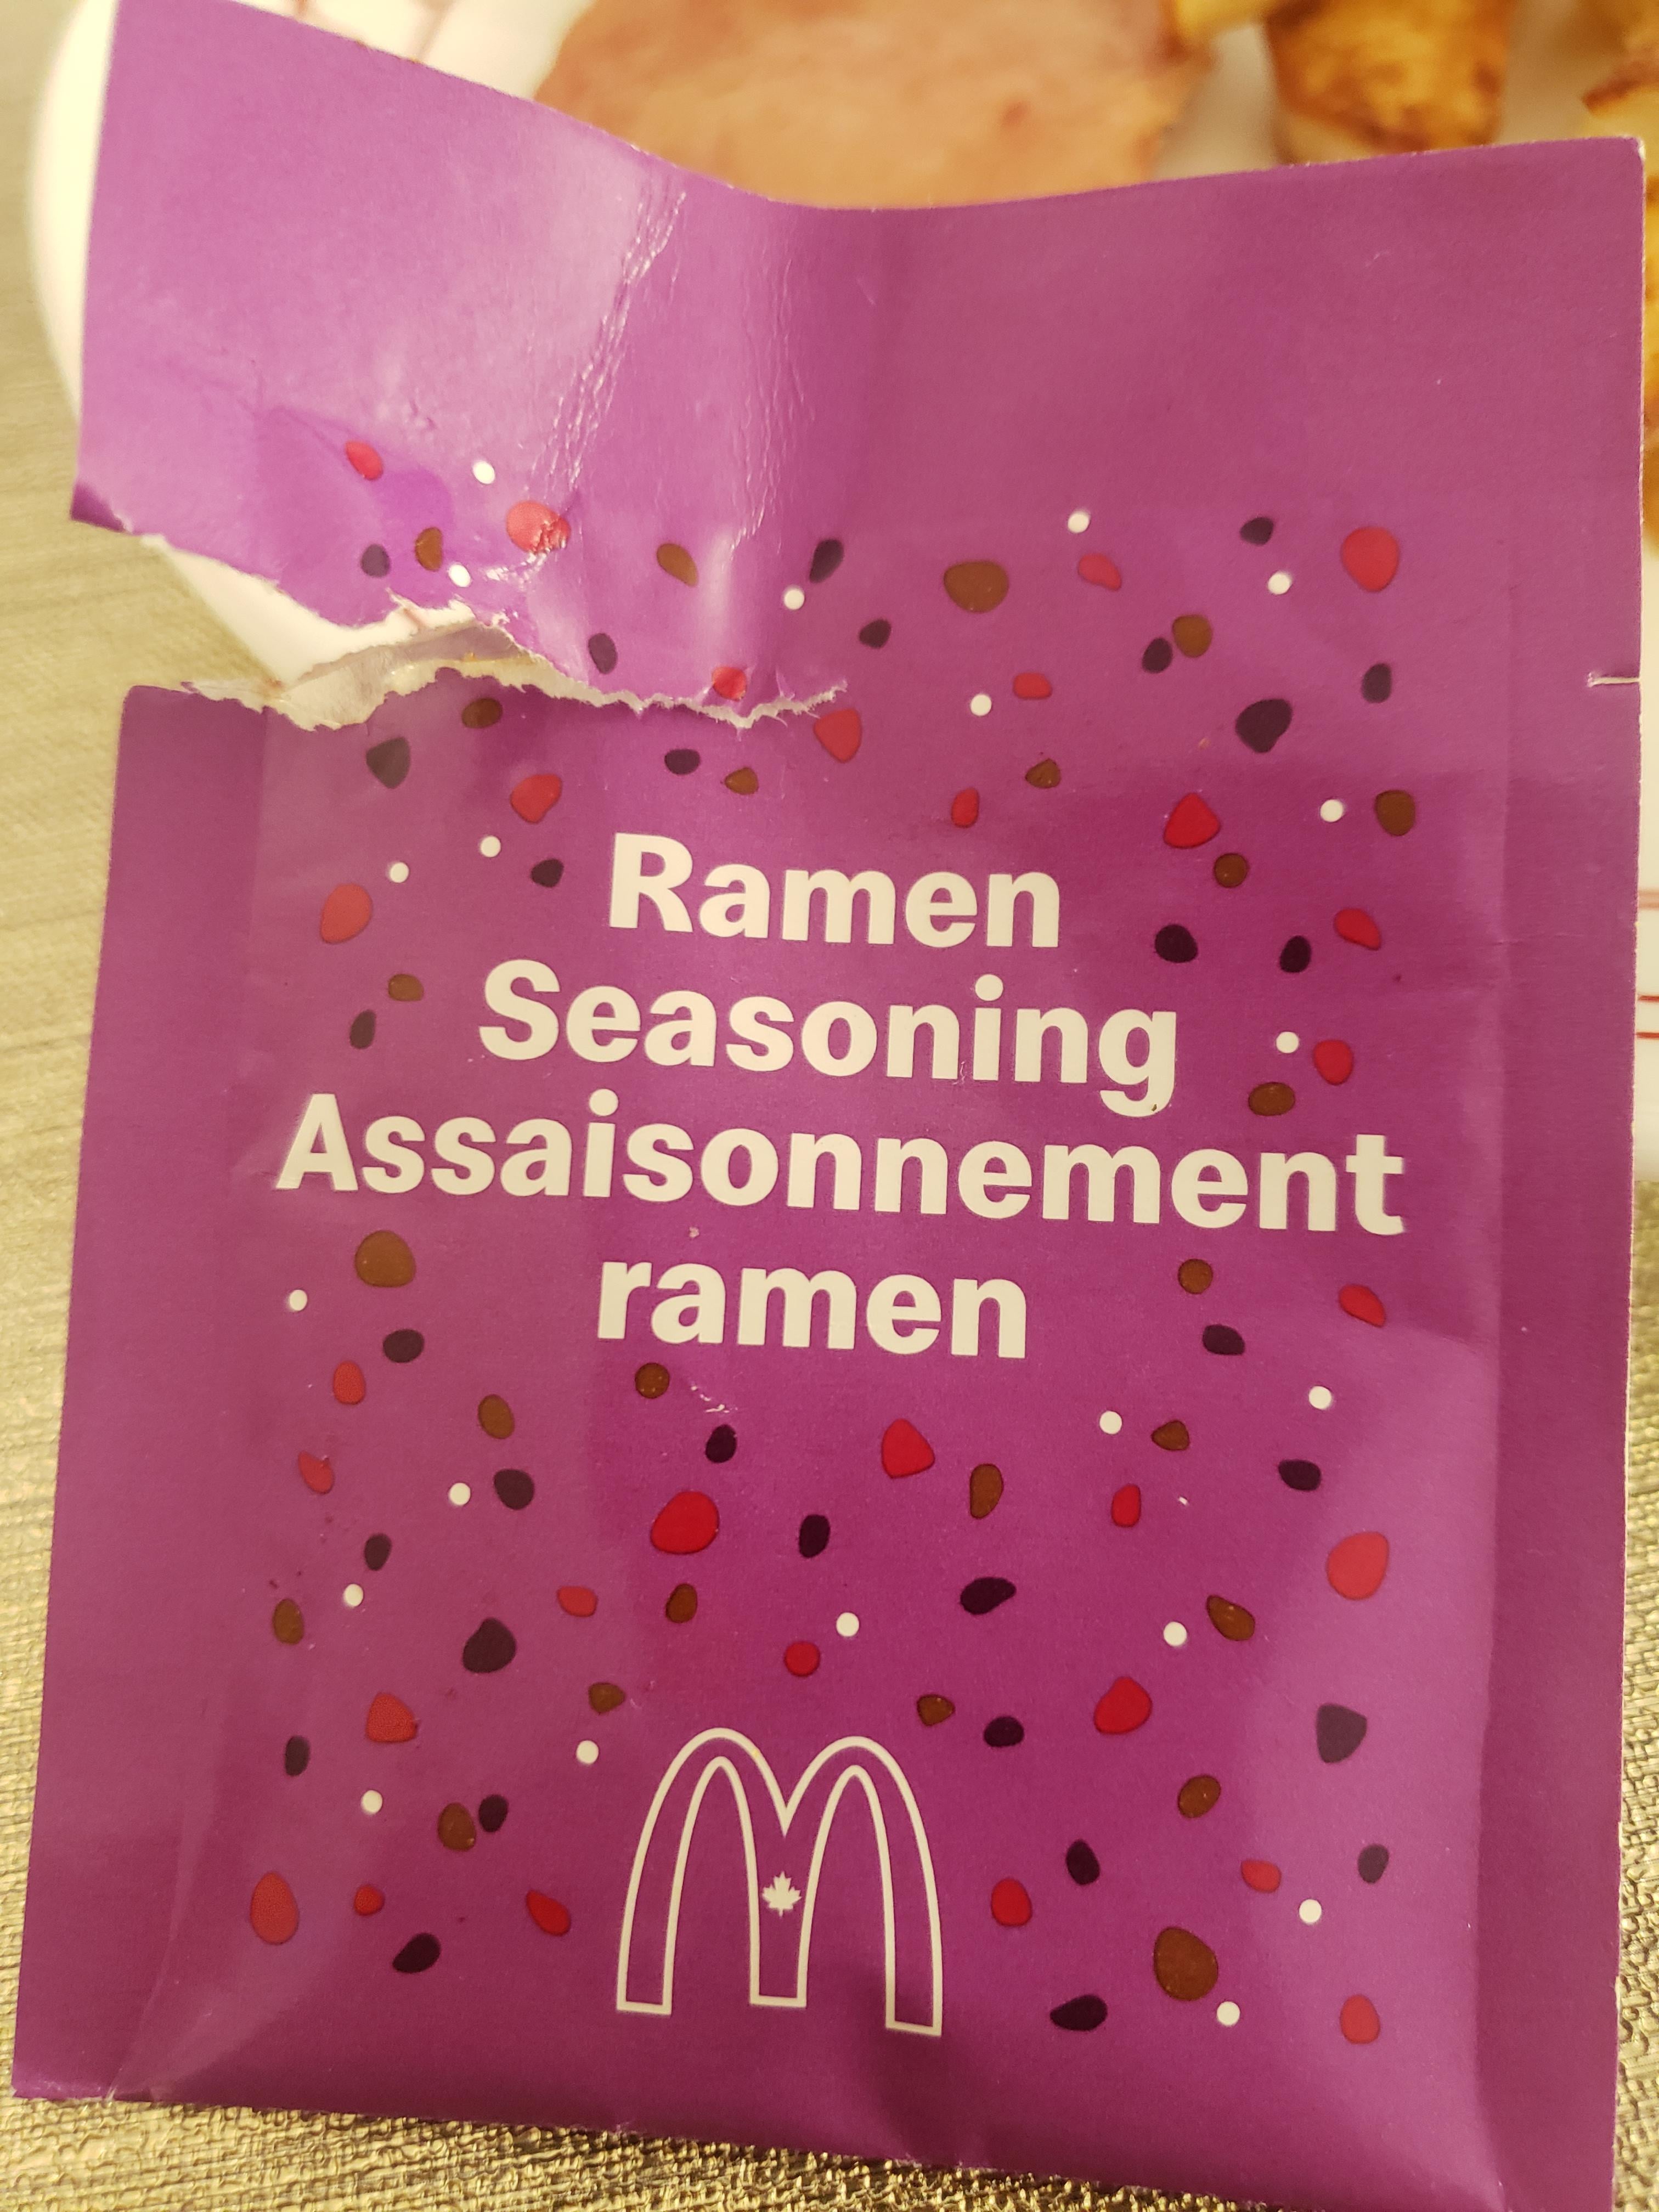 Ramen
Seasoning
Assaisonnement
ramen